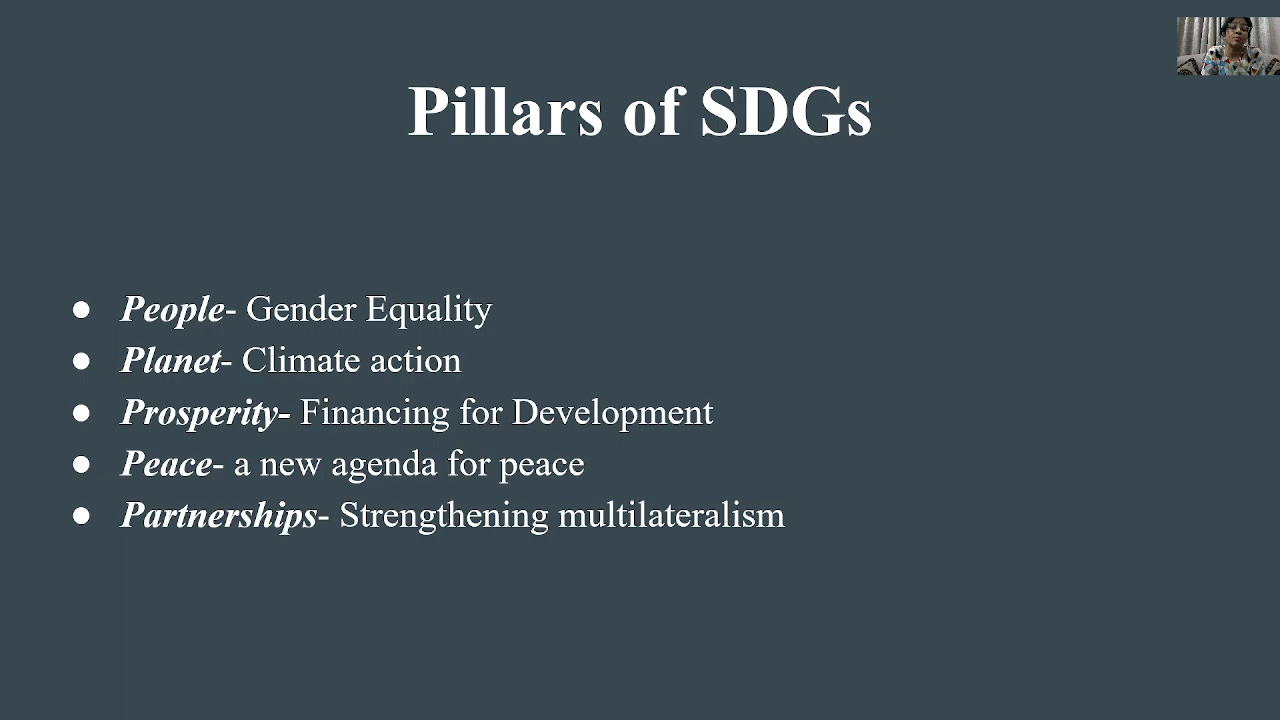 Pillars of SDGs
● People- Gender Equality
● Planet- Climate action
● Prosperity- Financing for Development
● Peace- a new agenda for peace
● Partnerships- Strengthening multilateralism